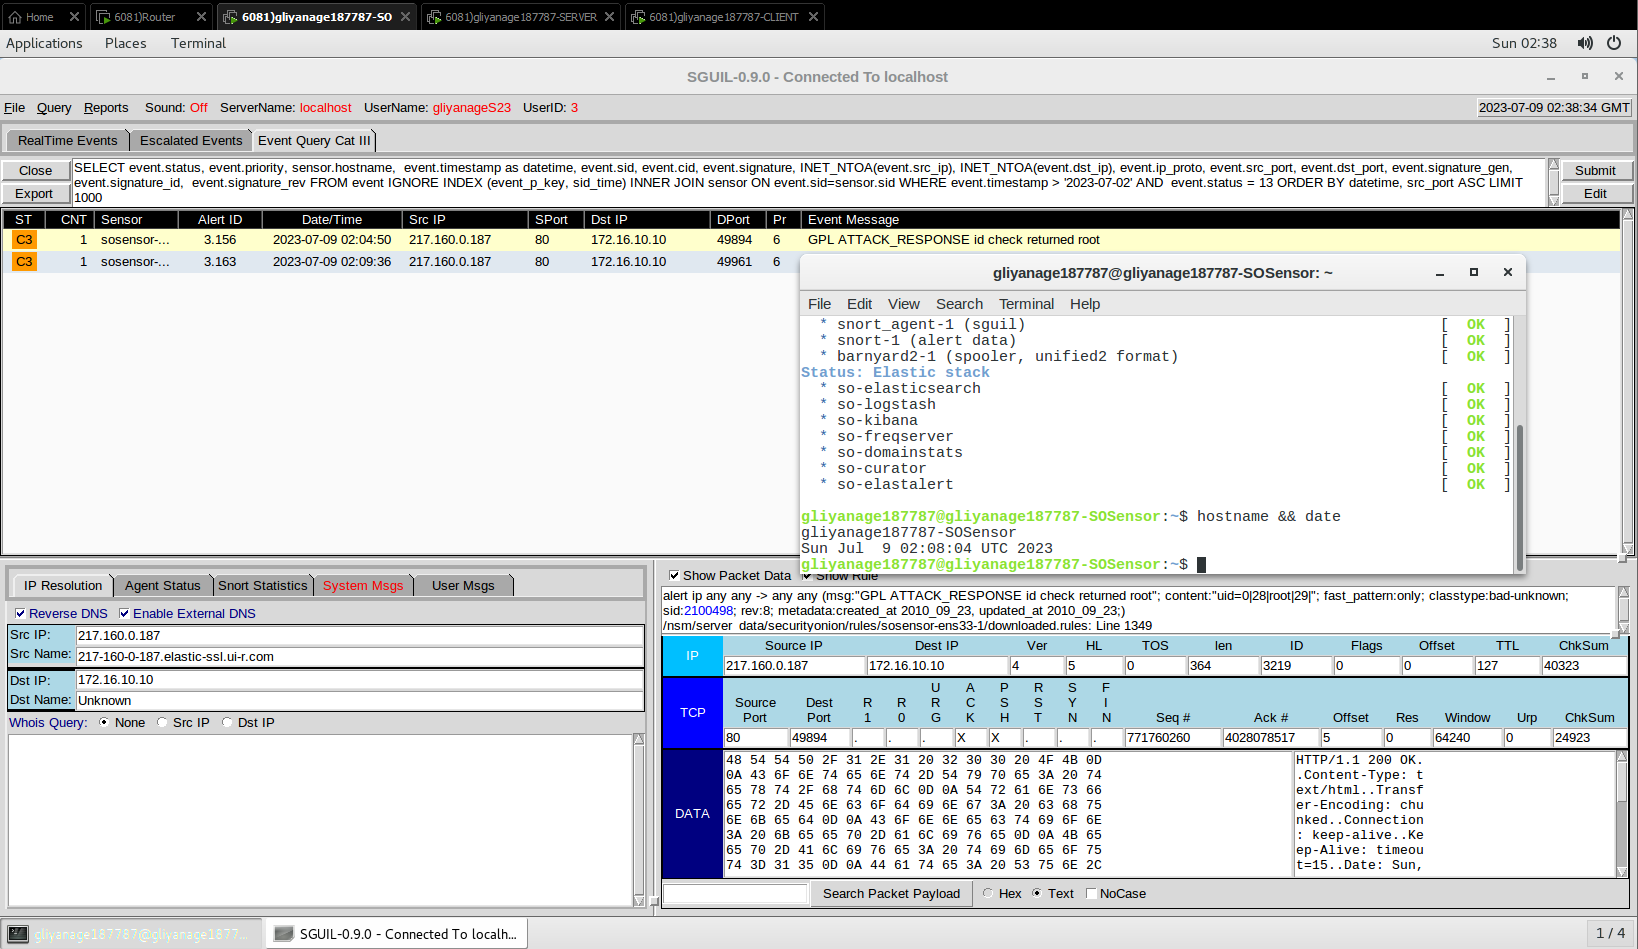 Home
6081)Router
6081)gliyanage187787-SO
6081)gliyanage187787-SERVER
6081)gliyanage187787-CLIENT
Applications Places Terminal
Sun 02:38
SGUIL-0.9.0 - Connected To localhost
File Query Reports Sound: Off ServerName: localhost UserName: gliyanageS23 UserID: 3
2023-07-09 02:38:34 GMT
RealTime Events Escalated Events Event Query Cat III
Close
Export
SELECT event.status, event.priority, sensor.hostname, event.timestamp as datetime, event.sid, event.cid, event.signature, INET_NTOA(event.src_ip), INET_NTOA(event.dst_ip), event.ip_proto, event.src_port, event.dst_port, event.signature_gen,
event.signature_id, event.signature_rev FROM event IGNORE INDEX (event_p_key, sid_time) INNER JOIN sensor ON event.sid=sensor.sid WHERE event.timestamp > '2023-07-02' AND event.status = 13 ORDER BY datetime, src_port ASC LIMIT
1000
Submit
Edit
ST CNT Sensor Alert ID Date/Time Src IP SPort Dst IP DPort Pr Event Message
C3 1 sosensor-... 3.156 2023-07-09 02:04:50 217.160.0.187 80 172.16.10.10 49894 6 GPL ATTACK_RESPONSE id check returned root
C3 1 sosensor-... 3.163 2023-07-09 02:09:36 217.160.0.187 80 172.16.10.10 49961 6
gliyanage187787@gliyanage187787-SOSensor: ~
File Edit View Search Terminal Help
* snort_agent-1 (sguil) [ OK ]
* snort-1 (alert data) [ OK ]
* barnyard2-1 (spooler, unified2 format) [ OK ]
Status: Elastic stack
* so-elasticsearch [ OK ]
* so-logstash [ OK ]
* so-kibana [ OK ]
* so-freqserver [ OK ]
* so-domainstats [ OK ]
* so-curator [ OK ]
* so-elastalert [ OK ]
gliyanage187787@gliyanage187787-SOSensor:~$ hostname && date
gliyanage187787-SOSensor
Sun Jul  9 02:08:04 UTC 2023
gliyanage187787@gliyanage187787-SOSensor:~$
IP Resolution Agent Status Snort Statistics System Msgs User Msgs
Reverse DNS Enable External DNS
Src IP: 217.160.0.187
Src Name: 217-160-0-187.elastic-ssl.ui-r.com
Dst IP: 172.16.10.10
Dst Name: Unknown
Whois Query: None Src IP Dst IP
Show Packet Data Show Rule
alert ip any any -> any any (msg:"GPL ATTACK_RESPONSE id check returned root"; content:"uid=0|28|root|29|"; fast_pattern:only; classtype:bad-unknown;
sid:2100498; rev:8; metadata:created_at 2010_09_23, updated_at 2010_09_23;)
/nsm/server_data/securityonion/rules/sosensor-ens33-1/downloaded.rules: Line 1349
IP
Source IP Dest IP Ver HL TOS len ID Flags Offset TTL ChkSum
217.160.0.187 172.16.10.10 4 5 0 364 3219 0 0 127 40323
TCP
Source Port Dest Port R1 R0 URG ACK PSH RST SYN FIN Seq # Ack # Offset Res Window Urp ChkSum
80 49894 . . . X X . . . 771760260 4028078517 5 0 64240 0 24923
DATA
48 54 54 50 2F 31 2E 31 20 32 30 30 20 4F 4B 0D HTTP/1.1 200 OK.
0A 43 6F 6E 74 65 6E 74 2D 54 79 70 65 3A 20 74 .Content-Type: t
65 78 74 2F 68 74 6D 6C 0D 0A 54 72 61 6E 73 66 ext/html..Transf
65 72 2D 45 6E 63 6F 64 69 6E 67 3A 20 63 68 75 er-Encoding: chu
6E 6B 65 64 0D 0A 43 6F 6E 6E 65 63 74 69 6F 6E nked..Connection
3A 20 6B 65 65 70 2D 61 6C 69 76 65 0D 0A 4B 65 : keep-alive..Ke
65 70 2D 41 6C 69 76 65 3A 20 74 69 6D 65 6F 75 ep-Alive: timeou
74 3D 31 35 0D 0A 44 61 74 65 3A 20 53 75 6E 2C t=15..Date: Sun,
Search Packet Payload Hex Text NoCase
gliyanage187787@gliyanage1877...
SGUIL-0.9.0 - Connected To localh...
1 / 4